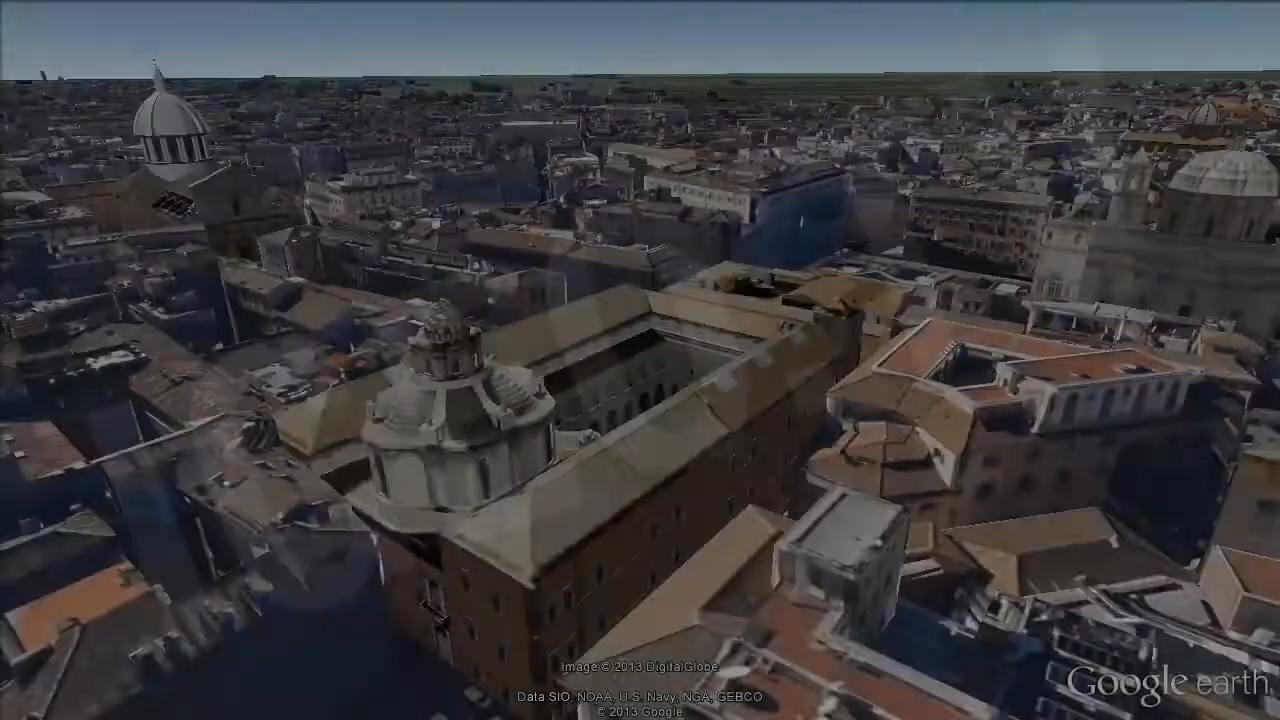 Image © 2013 DigitalGlobe
Data SIO, NOAA, U.S. Navy, NGA, GEBCO
© 2013 Google
Google earth